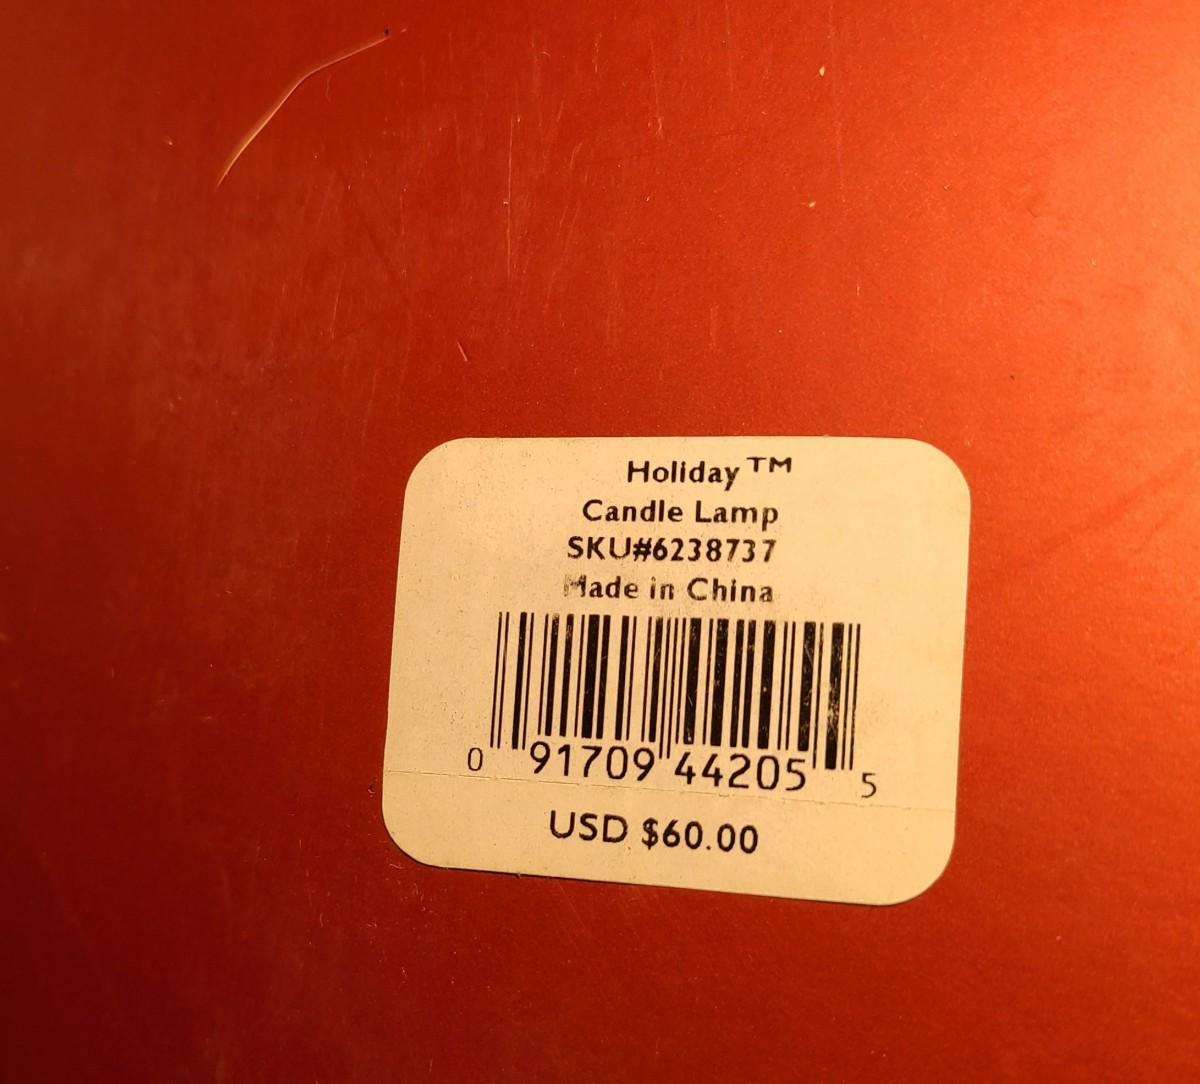 Holiday™
Candle Lamp
SKU#6238737
Made in China
0 91709 44205 5
USD $60.00